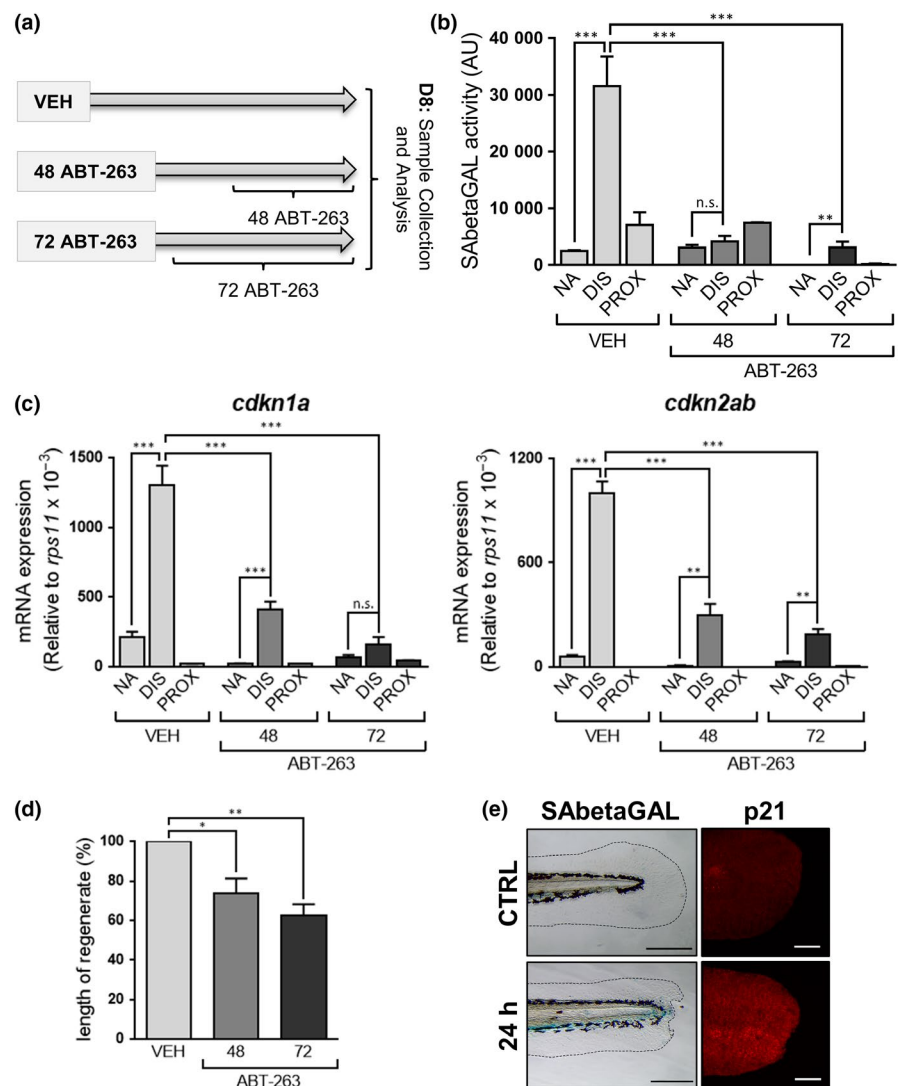 (a)
VEH
48 ABT-263
48 ABT-263
72 ABT-263
72 ABT-263
D8: Sample Collection
and Analysis
(b)
SAbetaGAL activity (AU)
40 000
30 000
20 000
10 000
0
***
***
***
n.s.
**
NA DIS PROX NA DIS PROX NA DIS PROX
VEH 48 72
ABT-263
(c)
cdkn1a
mRNA expression
(Relative to rps11 x 10⁻³)
1500
1000
500
0
***
***
***
***
n.s.
NA DIS PROX NA DIS PROX NA DIS PROX
VEH 48 72
ABT-263
cdkn2ab
mRNA expression
(Relative to rps11 x 10⁻³)
1200
600
0
***
***
***
**
**
NA DIS PROX NA DIS PROX NA DIS PROX
VEH 48 72
ABT-263
(d)
length of regenerate (%)
100
80
60
40
20
0
**
*
VEH 48 72
ABT-263
(e)
SAbetaGAL p21
CTRL
24 h